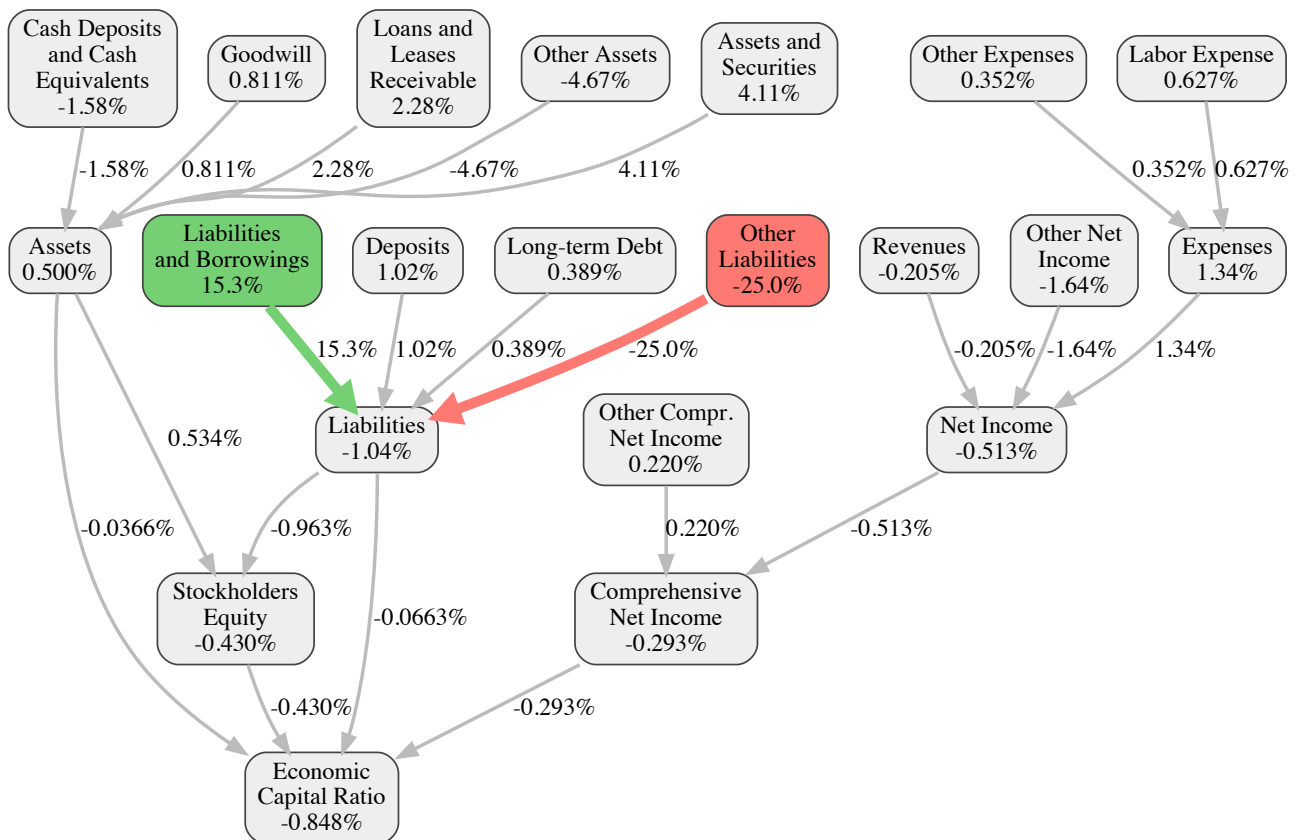 Cash Deposits
and Cash
Equivalents
-1.58%
Goodwill
0.811%
Loans and
Leases
Receivable
2.28%
Other Assets
-4.67%
Assets and
Securities
4.11%
Other Expenses
0.352%
Labor Expense
0.627%
-1.58%
0.811%
2.28%
-4.67%
4.11%
0.352%
0.627%
Assets
0.500%
Liabilities
and Borrowings
15.3%
Deposits
1.02%
Long-term Debt
0.389%
Other
Liabilities
-25.0%
Revenues
-0.205%
Other Net
Income
-1.64%
Expenses
1.34%
15.3%
1.02%
0.389%
-25.0%
-0.205%
-1.64%
1.34%
0.534%
Liabilities
-1.04%
Other Compr.
Net Income
0.220%
Net Income
-0.513%
-0.0366%
-0.963%
0.220%
-0.513%
Stockholders
Equity
-0.430%
-0.0663%
Comprehensive
Net Income
-0.293%
-0.430%
-0.293%
Economic
Capital Ratio
-0.848%